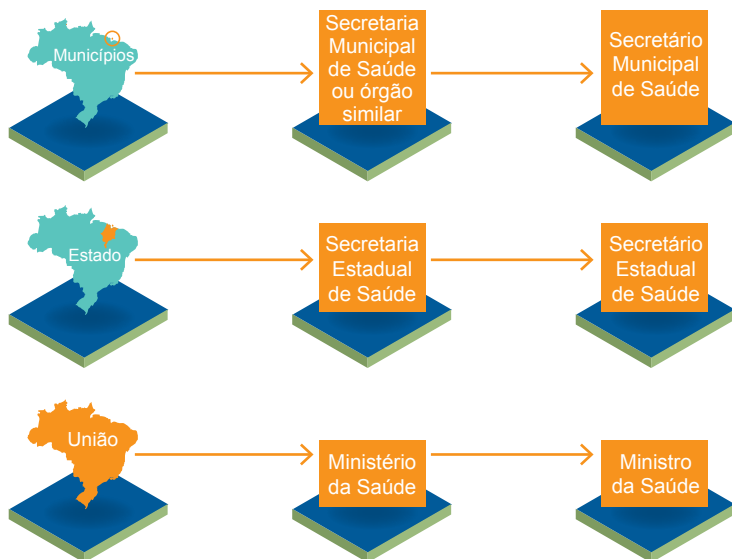 Municípios
Secretaria
Municipal
de Saúde
ou órgão
similar
Secretário
Municipal
de Saúde
Estado
Secretaria
Estadual
de Saúde
Secretário
Estadual
de Saúde
União
Ministério
da Saúde
Ministro
da Saúde